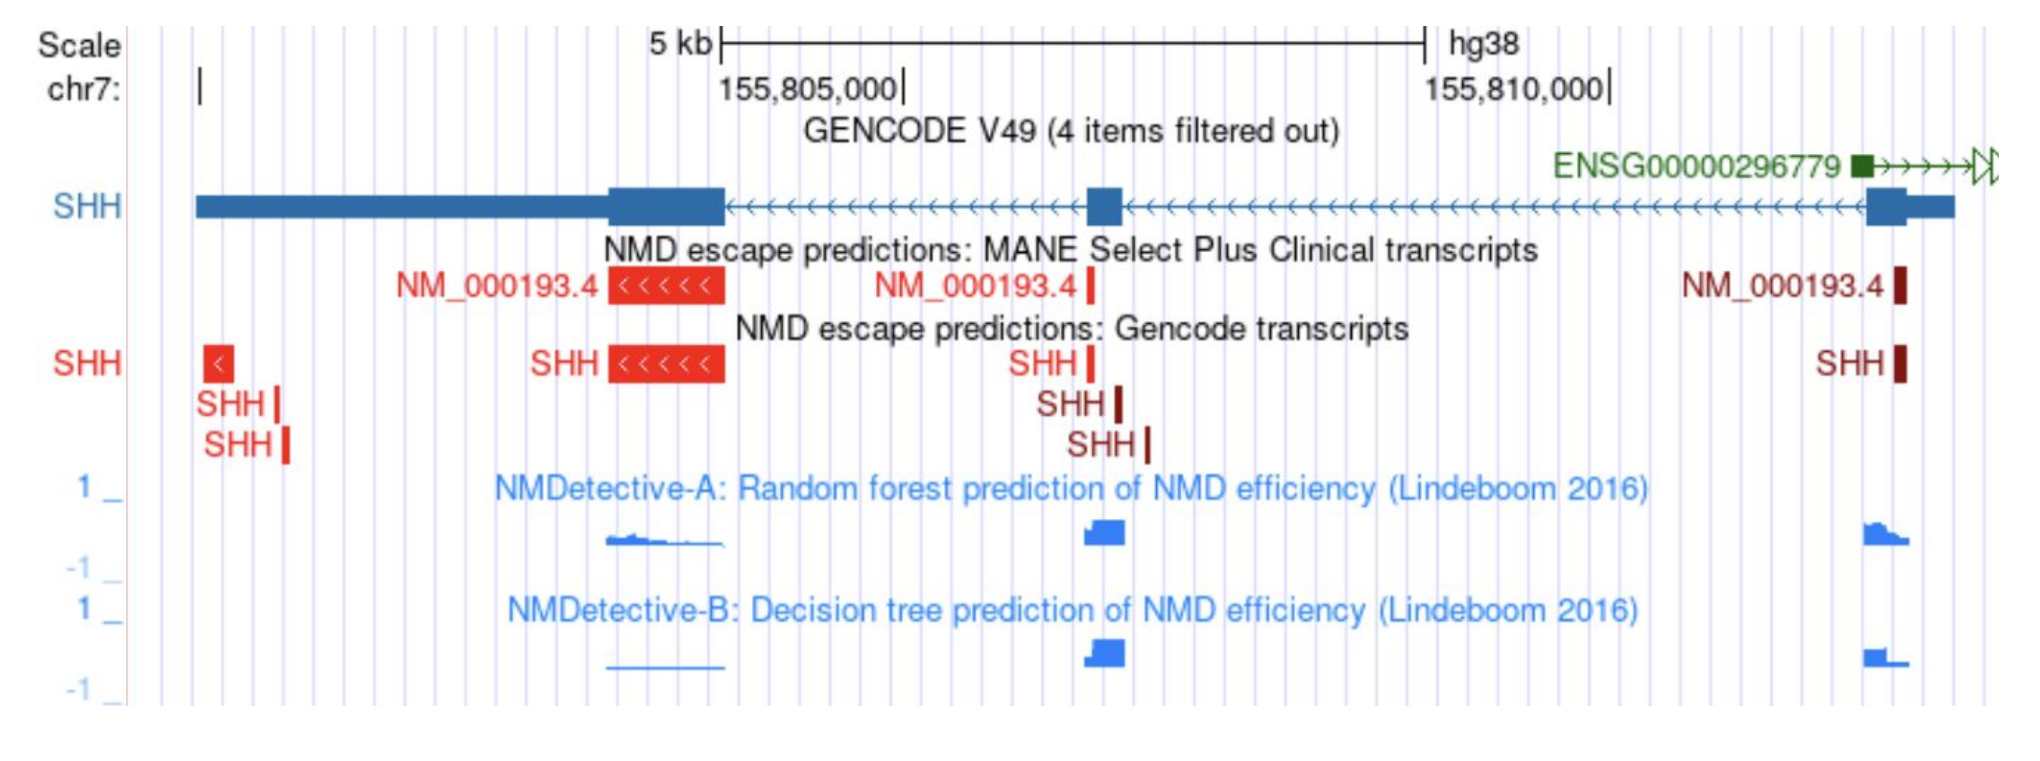 Scale 5 kb hg38
chr7: 155,805,000 155,810,000
GENCODE V49 (4 items filtered out)
ENSG00000296779
SHH
NMD escape predictions: MANE Select Plus Clinical transcripts
NM_000193.4 NM_000193.4 NM_000193.4
NMD escape predictions: Gencode transcripts
SHH SHH SHH SHH
SHH SHH
SHH SHH
1 _ NMDetective-A: Random forest prediction of NMD efficiency (Lindeboom 2016)
-1 _
1 _ NMDetective-B: Decision tree prediction of NMD efficiency (Lindeboom 2016)
-1 _